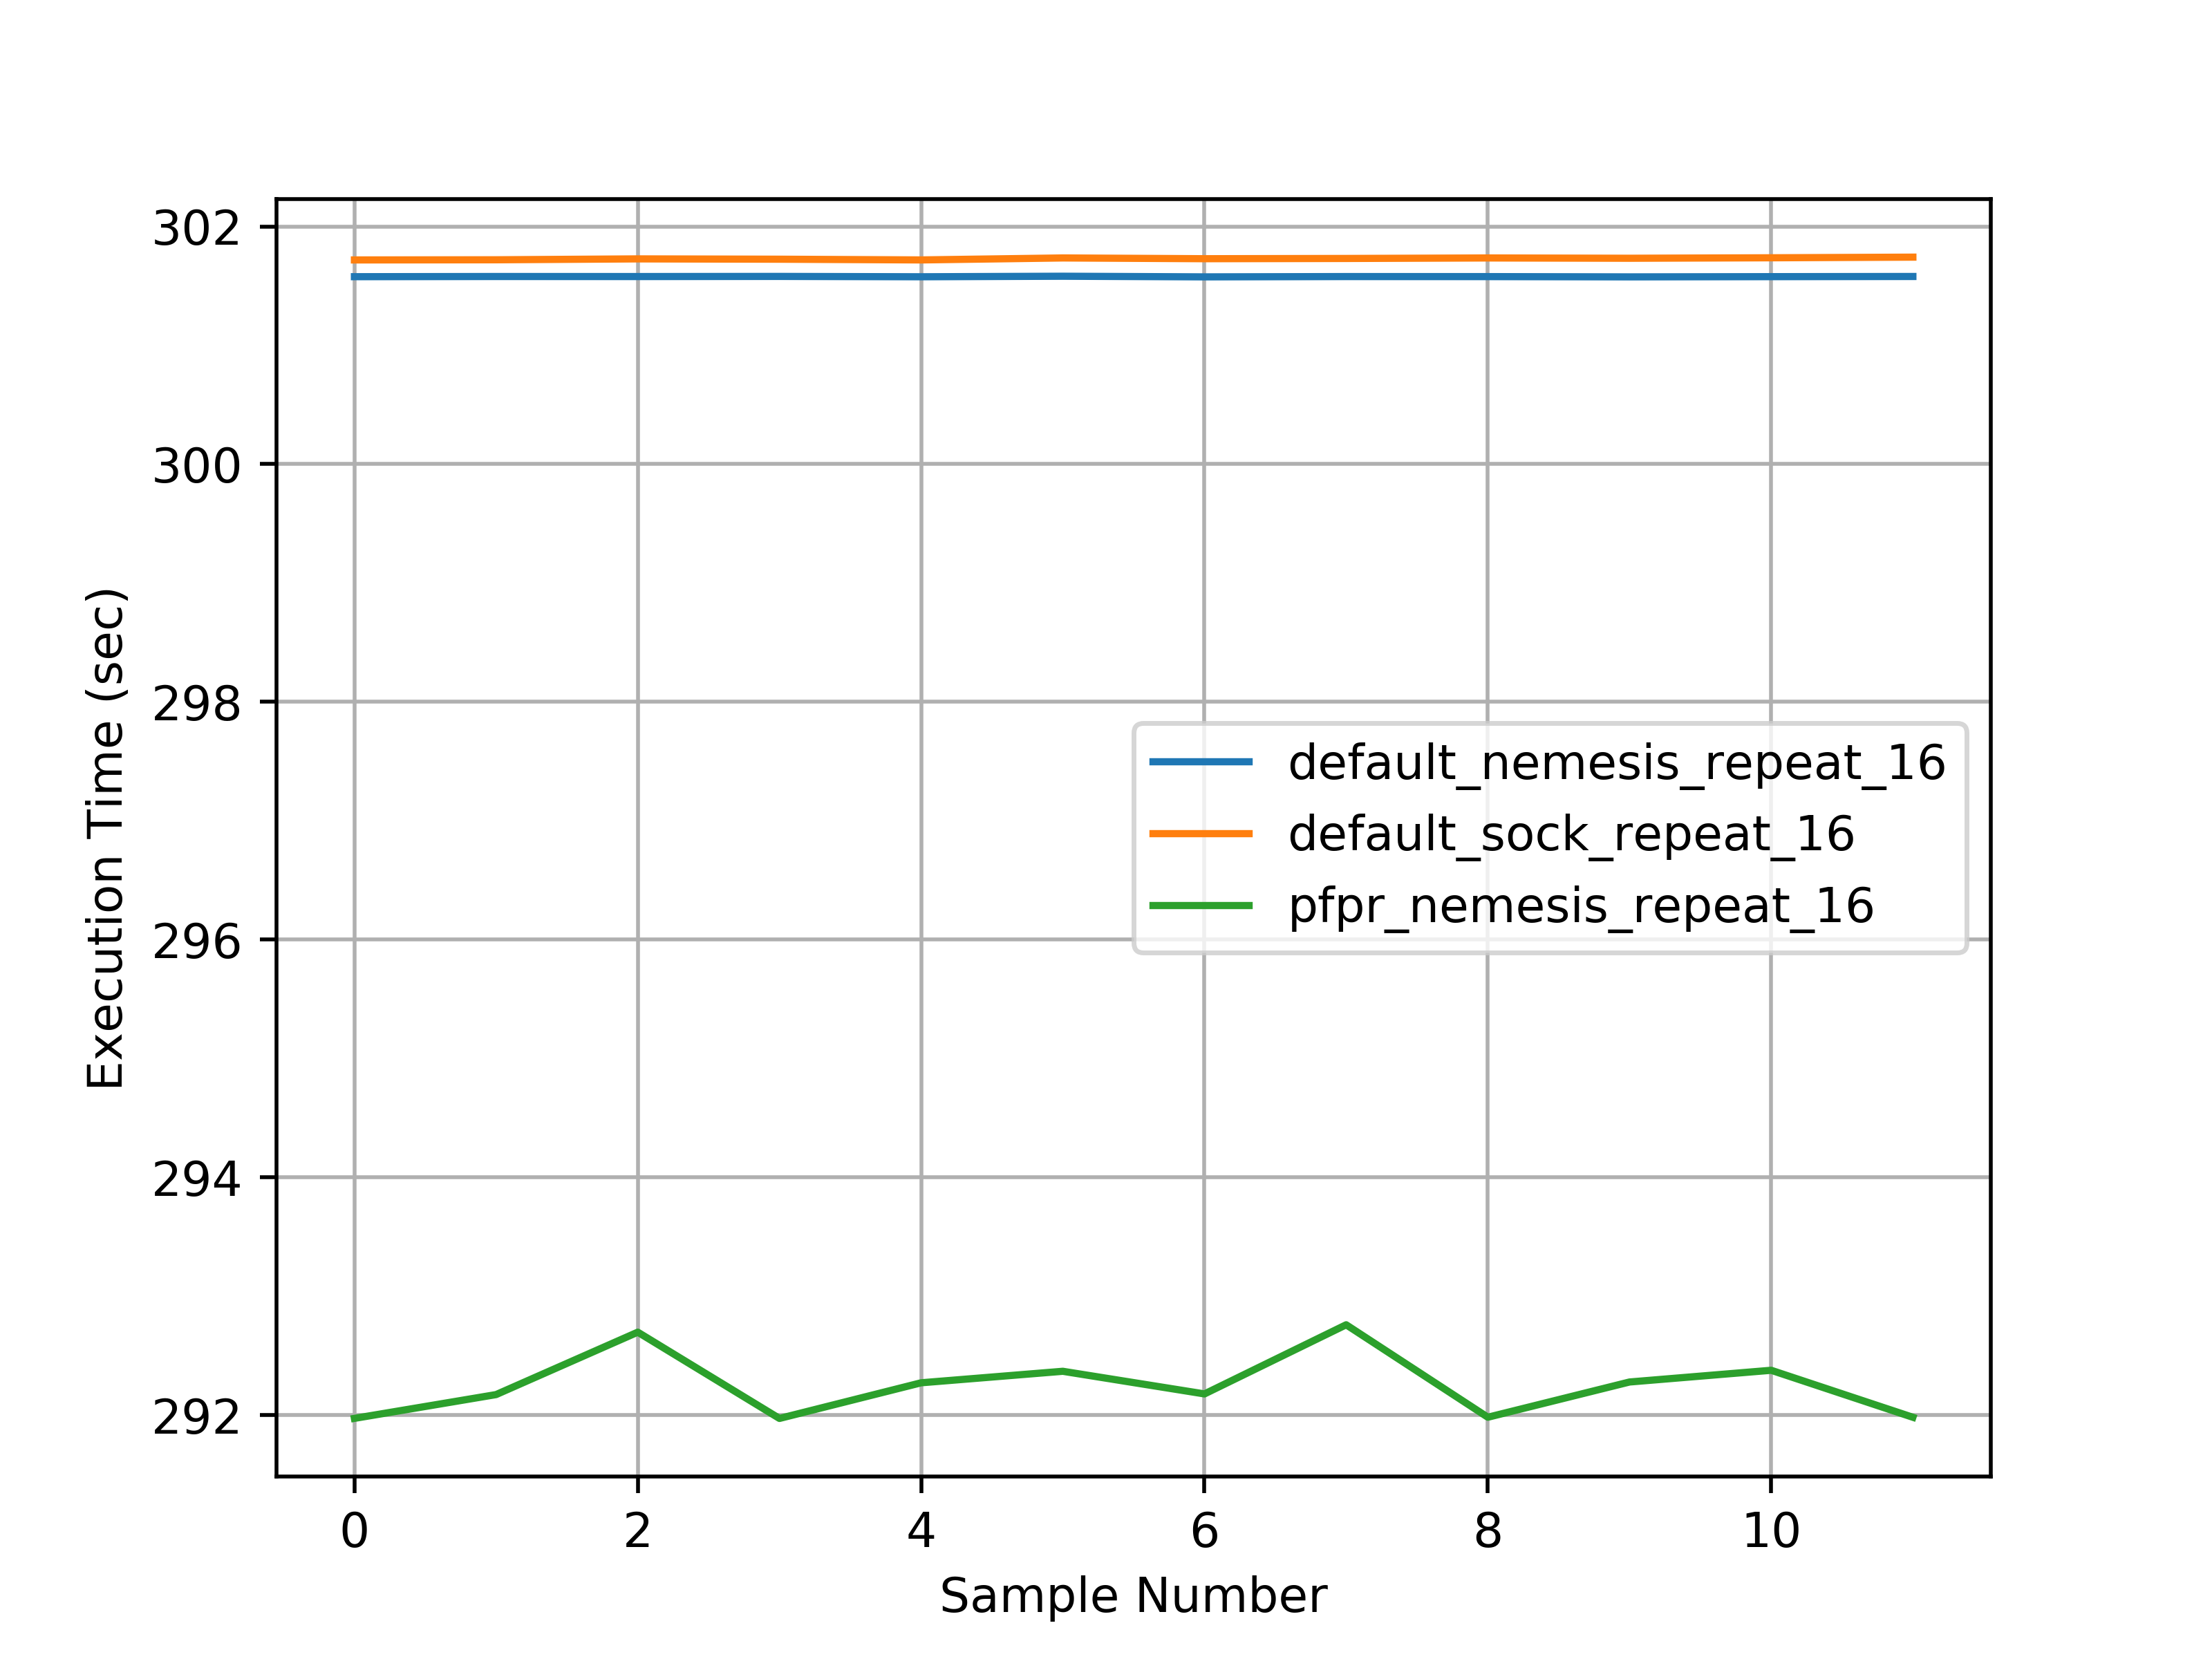 302
300
298
296
294
292
Execution Time (sec)
default_nemesis_repeat_16
default_sock_repeat_16
pfpr_nemesis_repeat_16
0 2 4 6 8 10
Sample Number